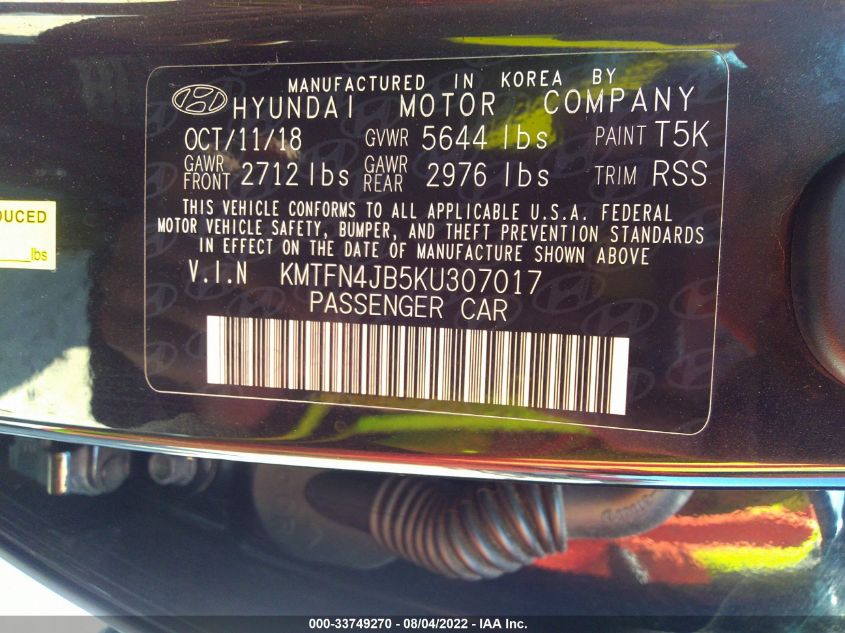 MANUFACTURED IN KOREA BY
HYUNDAI MOTOR COMPANY
OCT/11/18 GVWR 5644 lbs PAINT T5K
GAWR FRONT 2712 lbs GAWR REAR 2976 lbs TRIM RSS
THIS VEHICLE CONFORMS TO ALL APPLICABLE U.S.A. FEDERAL
MOTOR VEHICLE SAFETY, BUMPER, AND THEFT PREVENTION STANDARDS
IN EFFECT ON THE DATE OF MANUFACTURE SHOWN ABOVE
V.I.N KMTFN4JB5KU307017
PASSENGER CAR
DUCED
lbs
000-33749270 - 08/04/2022 - IAA Inc.